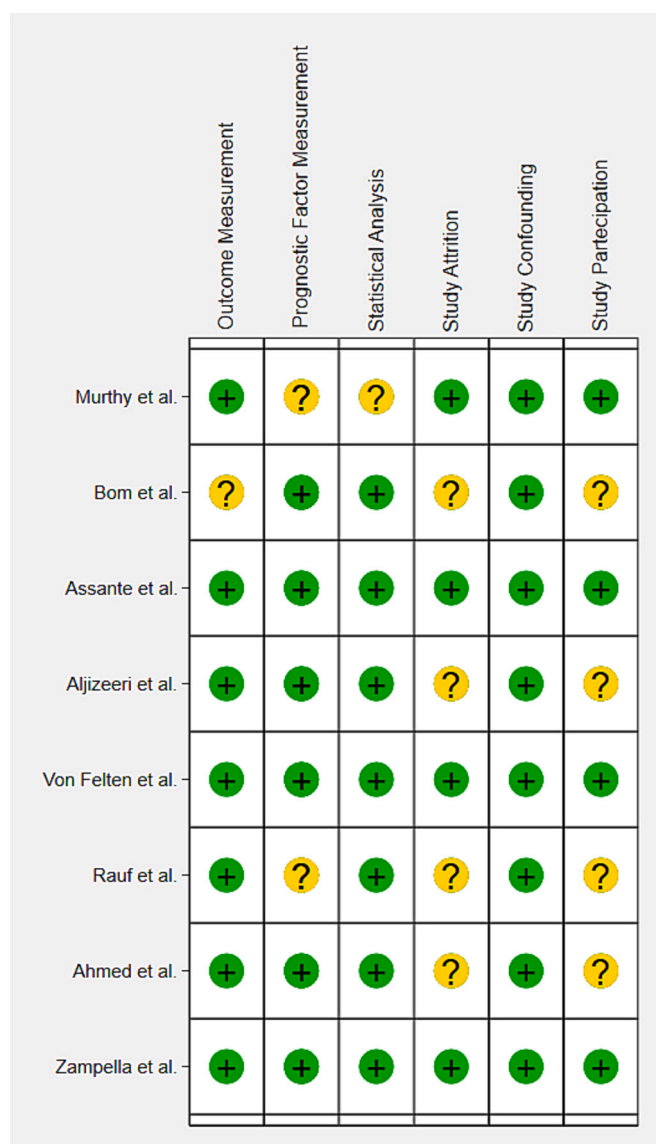 Outcome Measurement
Prognostic Factor Measurement
Statistical Analysis
Study Attrition
Study Confounding
Study Partecipation
Murthy et al. + ? ? + + +
Bom et al. ? + + ? + ?
Assante et al. + + + + + +
Aljizeeri et al. + + + ? + ?
Von Felten et al. + + + + + +
Rauf et al. + ? + ? + ?
Ahmed et al. + + + ? + ?
Zampella et al. + + + + + +